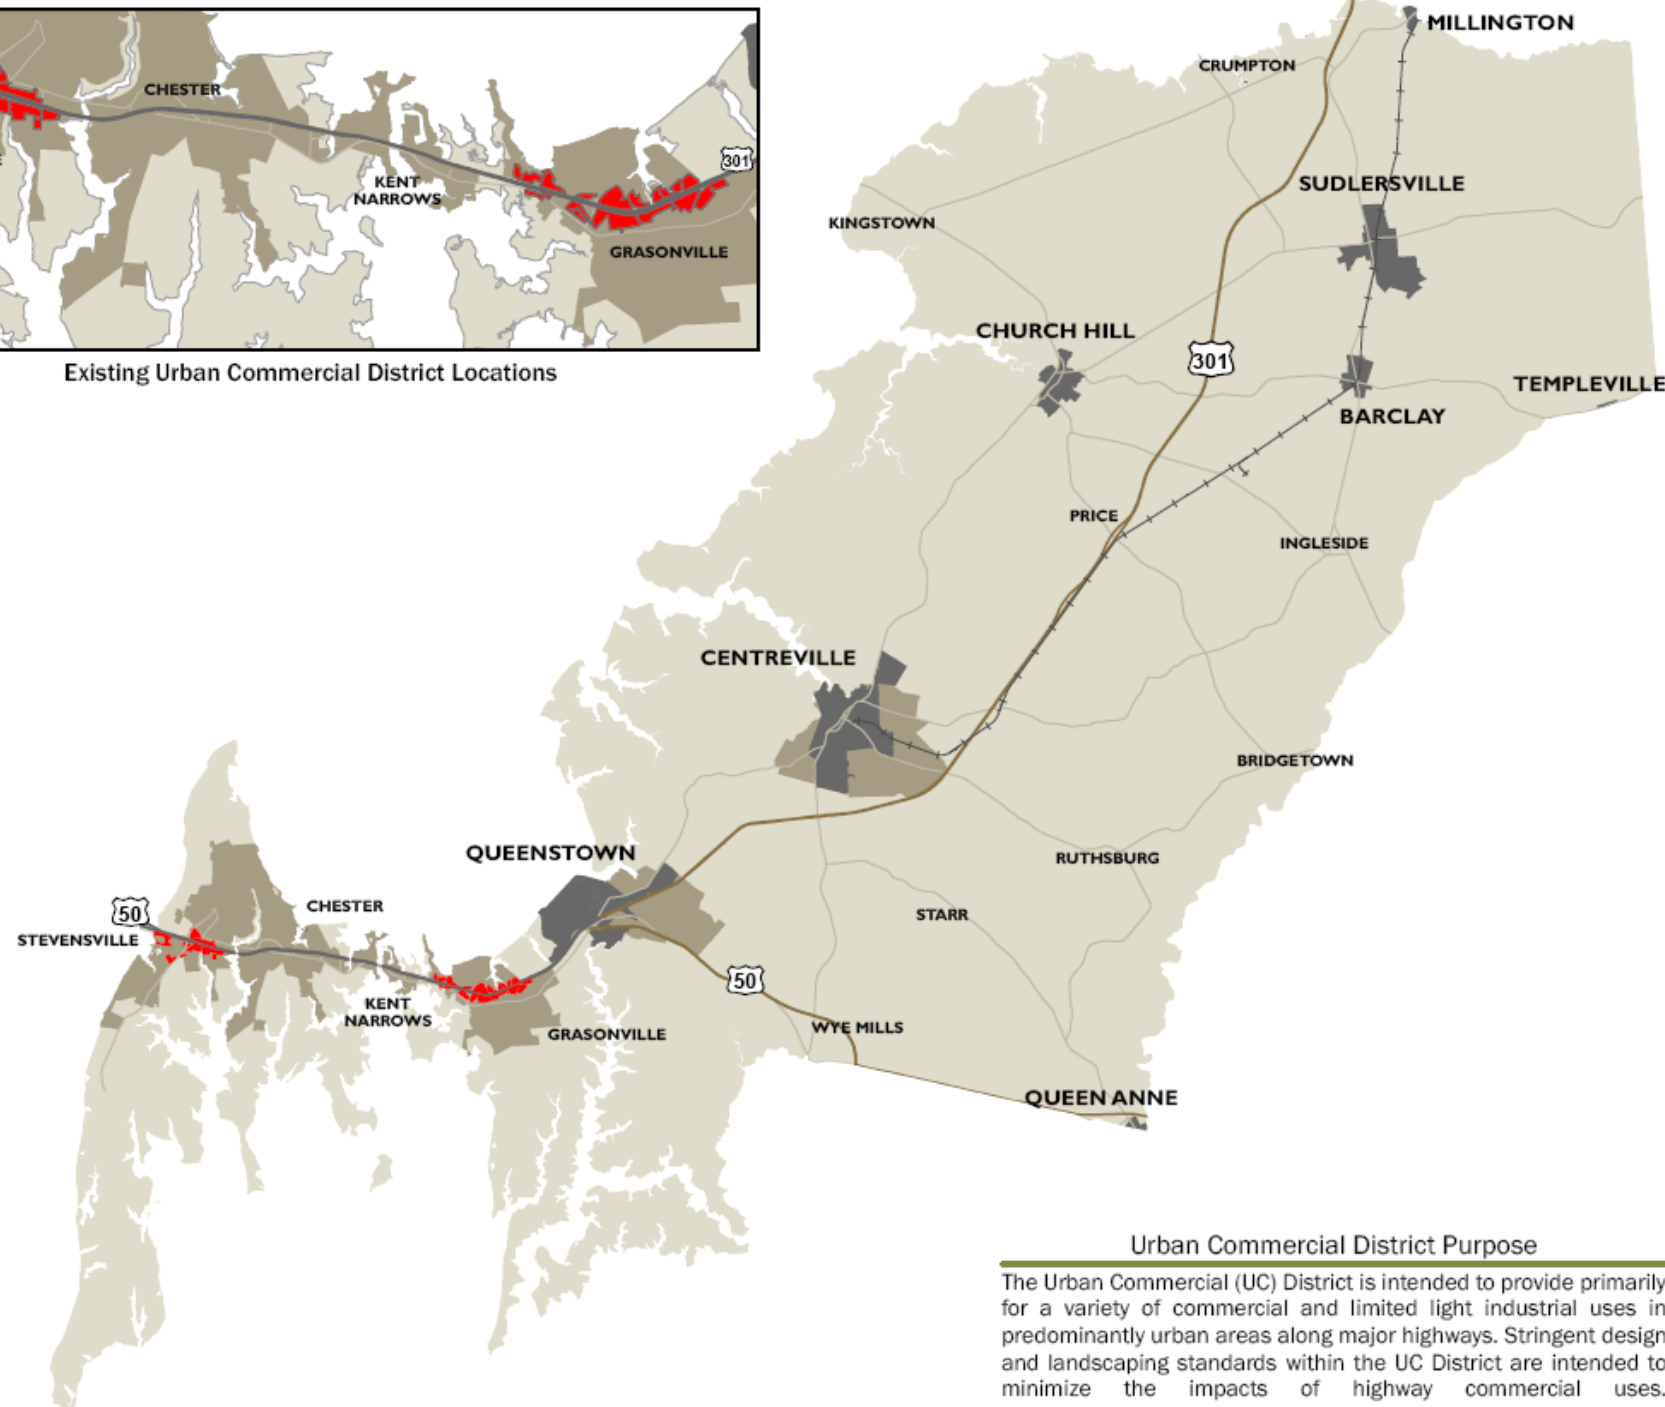 CHESTER
301
KENT
NARROWS
GRASONVILLE
Existing Urban Commercial District Locations
MILLINGTON
CRUMPTON
SUDLERSVILLE
KINGSTOWN
CHURCH HILL
301
TEMPLEVILLE
BARCLAY
PRICE
INGLESIDE
CENTREVILLE
BRIDGETOWN
QUEENSTOWN
RUTHSBURG
50
CHESTER
STARR
STEVENSVILLE
50
KENT
NARROWS
WYE MILLS
GRASONVILLE
QUEEN ANNE
Urban Commercial District Purpose
The Urban Commercial (UC) District is intended to provide primarily
for a variety of commercial and limited light industrial uses in
predominantly urban areas along major highways. Stringent design
and landscaping standards within the UC District are intended to
minimize the impacts of highway commercial uses.